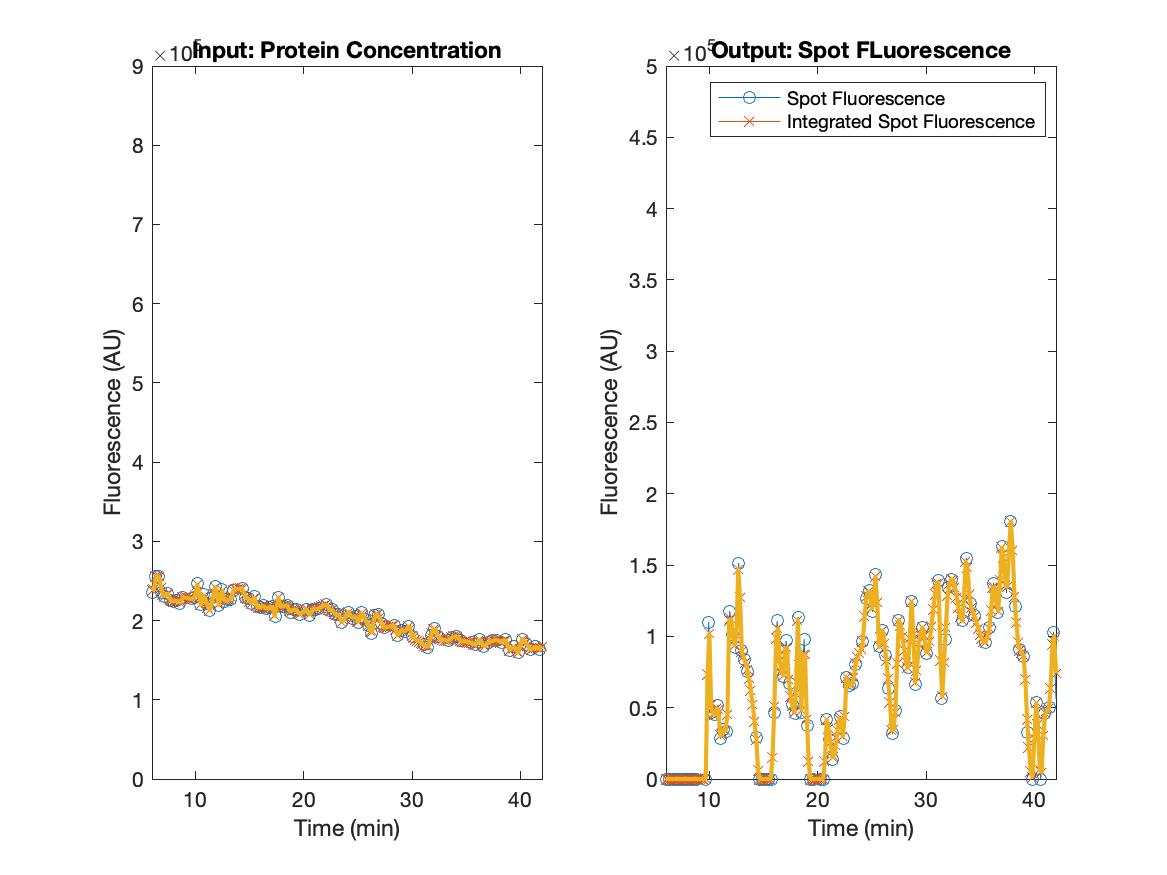 ×10^5 Input: Protein Concentration
9
8
7
6
5
4
3
2
1
0
Fluorescence (AU)
10 20 30 40
Time (min)
×10^5 Output: Spot FLuorescence
Spot Fluorescence
Integrated Spot Fluorescence
5
4.5
4
3.5
3
2.5
2
1.5
1
0.5
0
Fluorescence (AU)
10 20 30 40
Time (min)